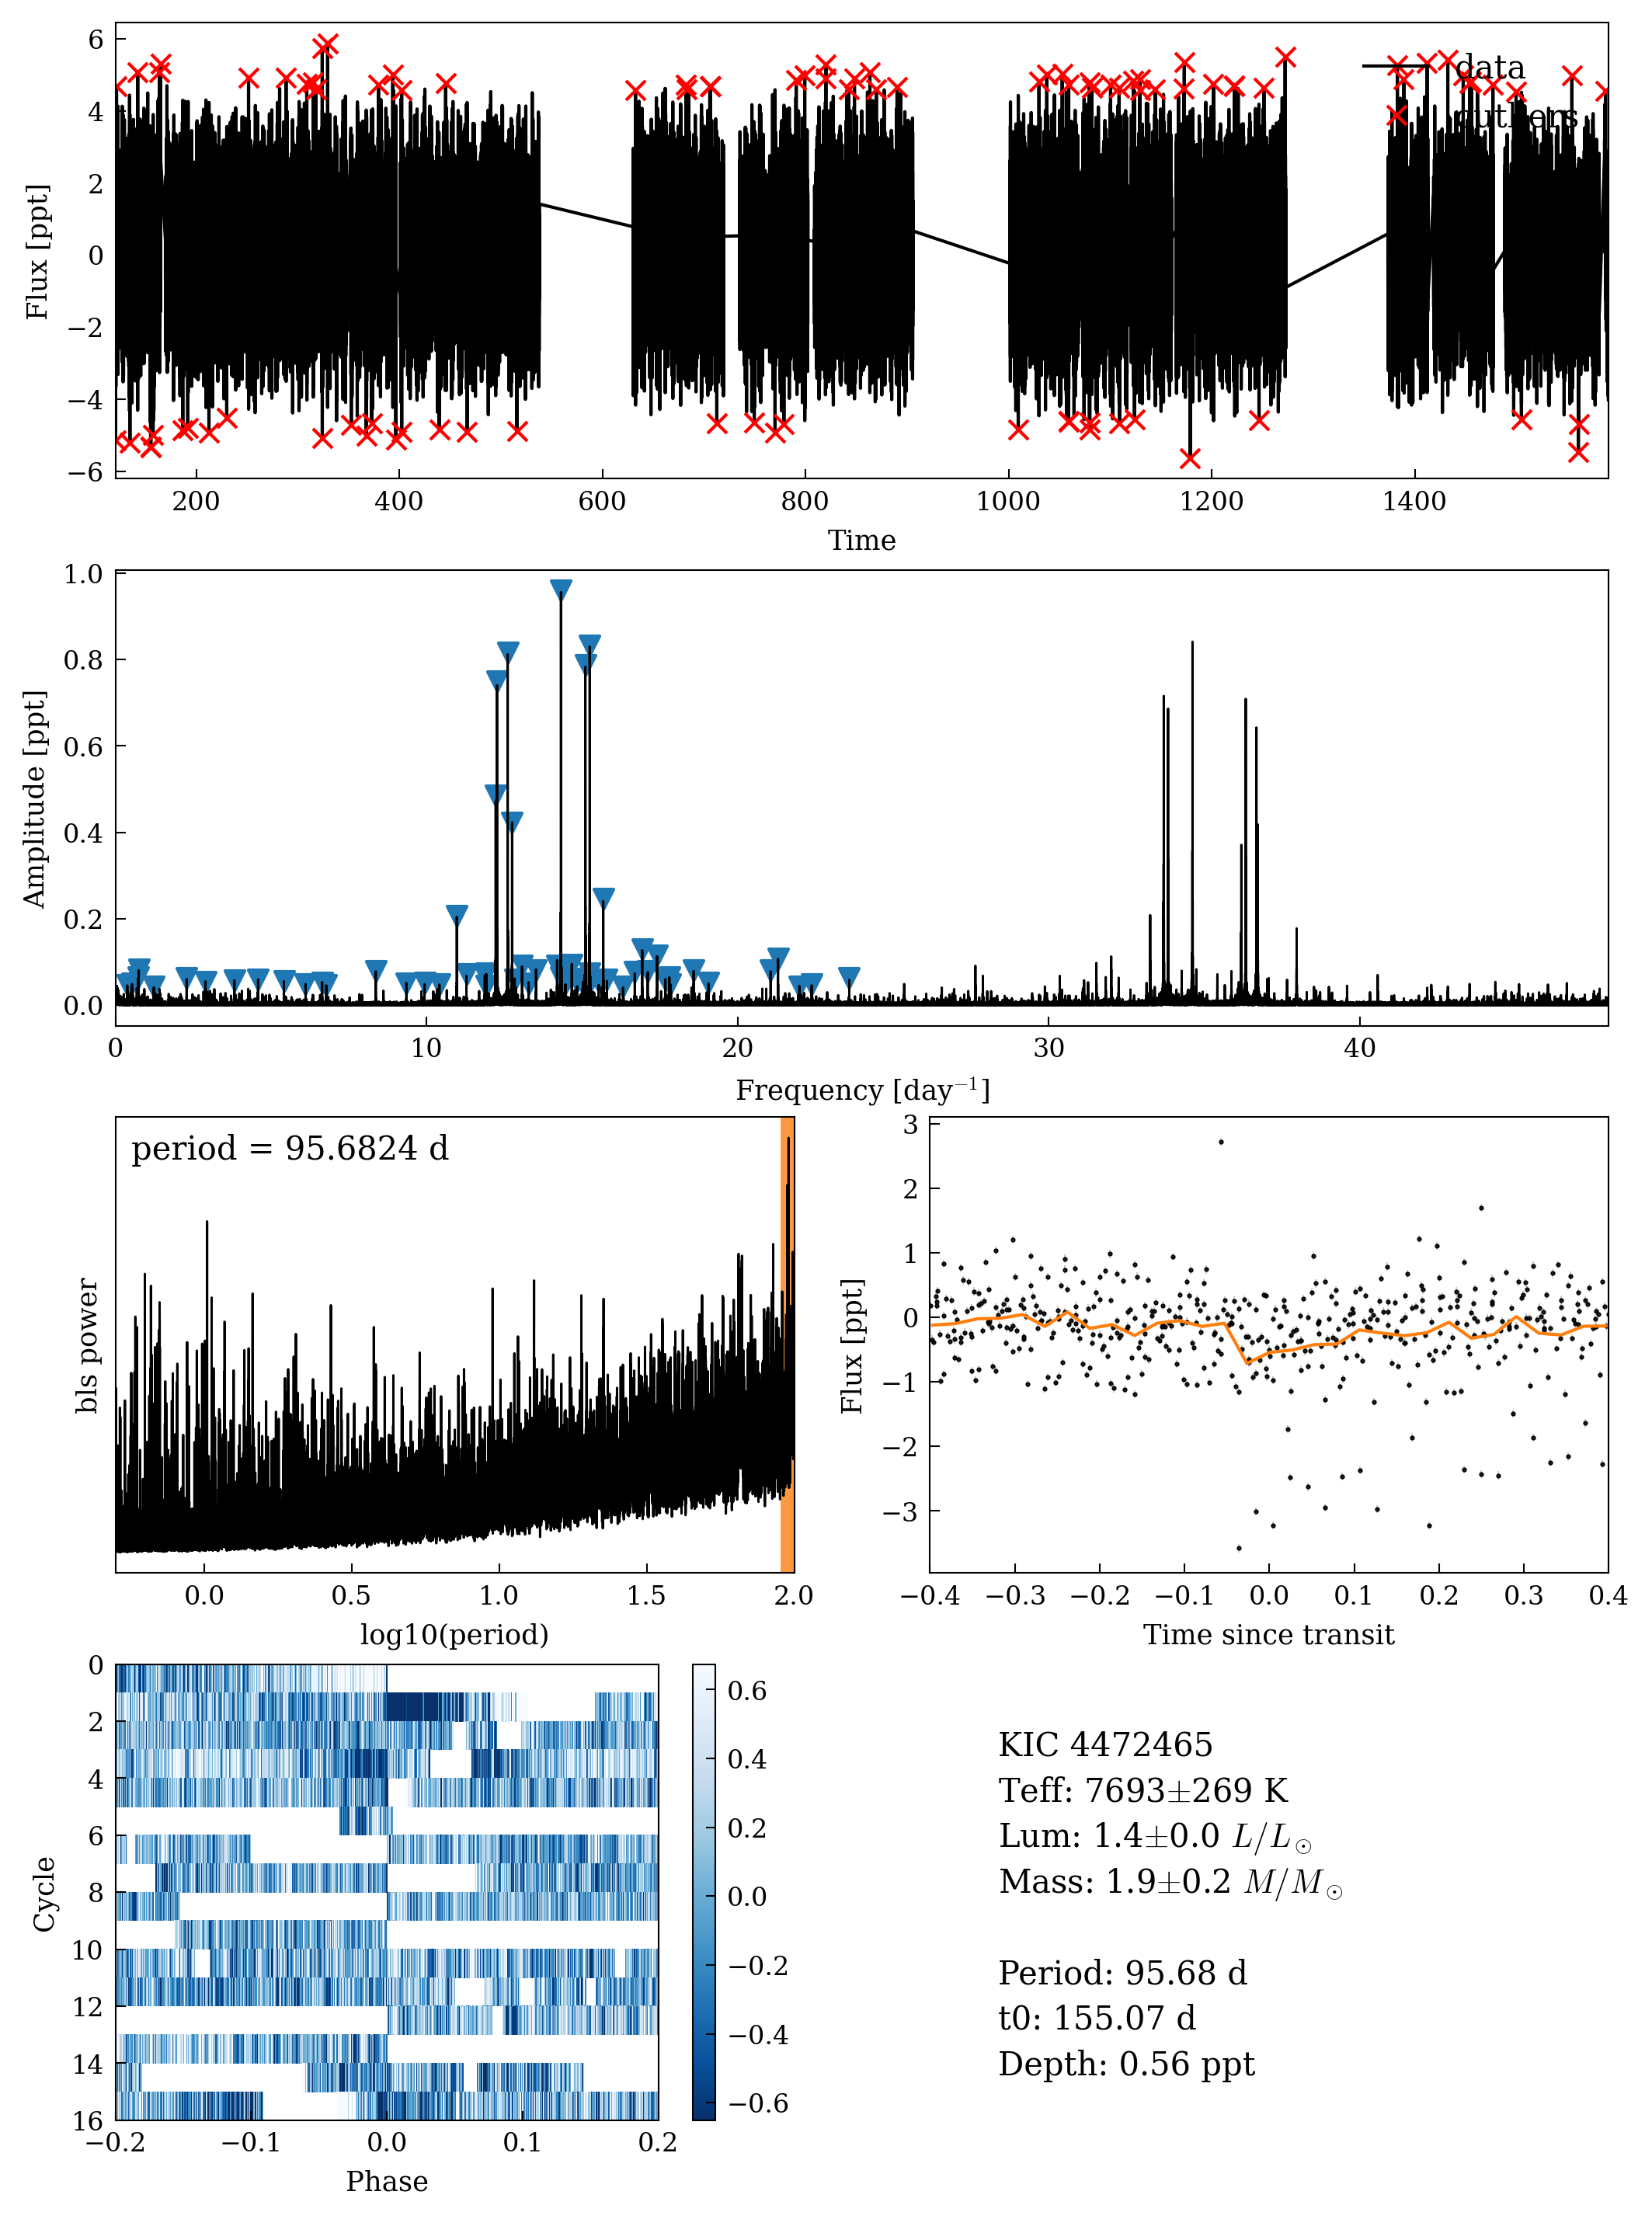 6
4
2
0
−2
−4
−6
Flux [ppt]
data
outliers
200 400 600 800 1000 1200 1400
Time
1.0
0.8
0.6
0.4
0.2
0.0
Amplitude [ppt]
0 10 20 30 40
Frequency [day⁻¹]
period = 95.6824 d
bls power
0.0 0.5 1.0 1.5 2.0
log10(period)
3
2
1
0
−1
−2
−3
Flux [ppt]
−0.4 −0.3 −0.2 −0.1 0.0 0.1 0.2 0.3 0.4
Time since transit
0
2
4
6
8
10
12
14
16
Cycle
−0.2 −0.1 0.0 0.1 0.2
Phase
0.6
0.4
0.2
0.0
−0.2
−0.4
−0.6
KIC 4472465
Teff: 7693±269 K
Lum: 1.4±0.0 L/L⊙
Mass: 1.9±0.2 M/M⊙
Period: 95.68 d
t0: 155.07 d
Depth: 0.56 ppt